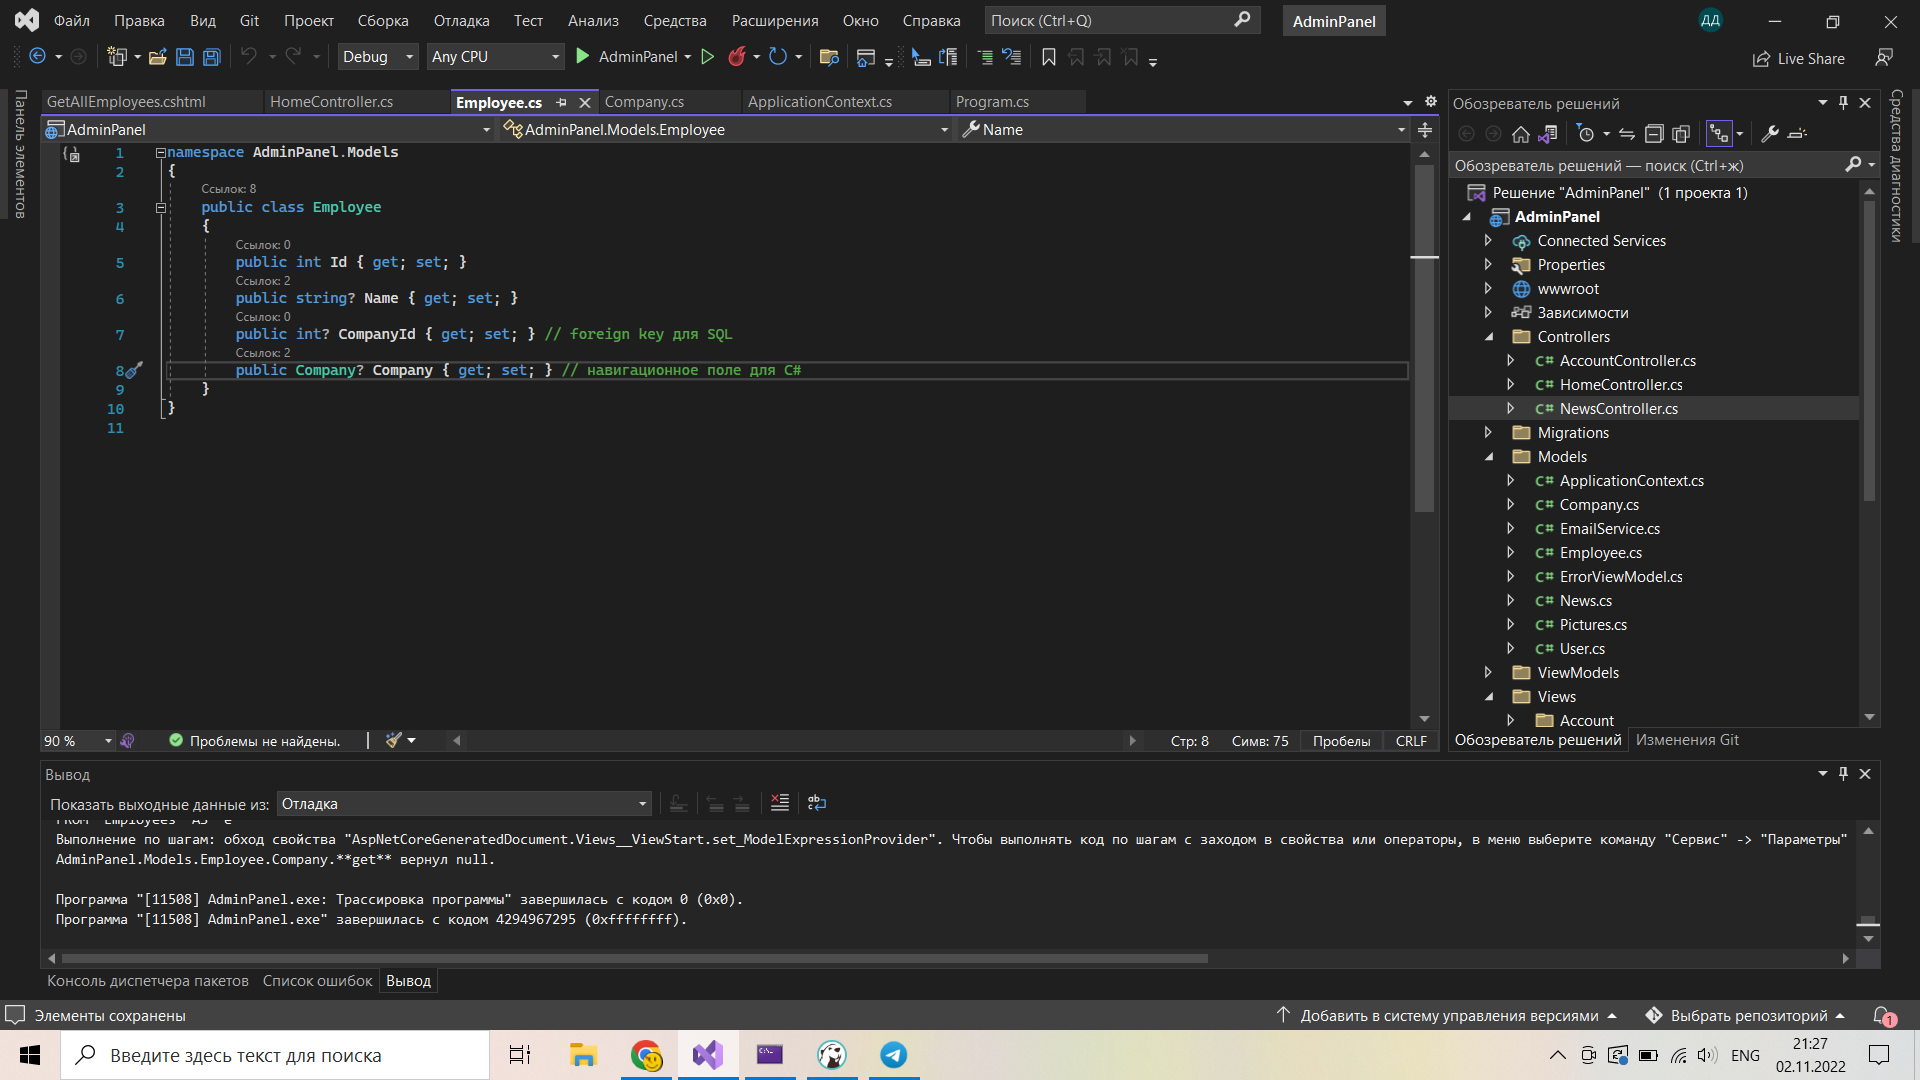 Файл Правка Вид Git Проект Сборка Отладка Тест Анализ Средства Расширения Окно Справка Поиск (Ctrl+Q) AdminPanel ДД
Debug Any CPU AdminPanel Live Share
Панель элементов
GetAllEmployees.cshtml HomeController.cs Employee.cs Company.cs ApplicationContext.cs Program.cs
AdminPanel AdminPanel.Models.Employee Name
1 namespace AdminPanel.Models
2 {
Ссылок: 8
3 public class Employee
4 {
Ссылок: 0
5 public int Id { get; set; }
Ссылок: 2
6 public string? Name { get; set; }
Ссылок: 0
7 public int? CompanyId { get; set; } // foreign key для SQL
Ссылок: 2
8 public Company? Company { get; set; } // навигационное поле для C#
9 }
10 }
11
90 % Проблемы не найдены. Стр: 8 Симв: 75 Пробелы CRLF
Обозреватель решений
Обозреватель решений — поиск (Ctrl+ж)
Решение "AdminPanel" (1 проекта 1)
AdminPanel
Connected Services
Properties
wwwroot
Зависимости
Controllers
C# AccountController.cs
C# HomeController.cs
C# NewsController.cs
Migrations
Models
C# ApplicationContext.cs
C# Company.cs
C# EmailService.cs
C# Employee.cs
C# ErrorViewModel.cs
C# News.cs
C# Pictures.cs
C# User.cs
ViewModels
Views
Account
Обозреватель решений Изменения Git
Средства диагностики
Вывод
Показать выходные данные из: Отладка
FROM "Employees" AS "e"
Выполнение по шагам: обход свойства "AspNetCoreGeneratedDocument.Views__ViewStart.set_ModelExpressionProvider". Чтобы выполнять код по шагам с заходом в свойства или операторы, в меню выберите команду "Сервис" -> "Параметры"
AdminPanel.Models.Employee.Company.**get** вернул null.
Программа "[11508] AdminPanel.exe: Трассировка программы" завершилась с кодом 0 (0x0).
Программа "[11508] AdminPanel.exe" завершилась с кодом 4294967295 (0xffffffff).
Консоль диспетчера пакетов Список ошибок Вывод
Элементы сохранены Добавить в систему управления версиями Выбрать репозиторий 1
Введите здесь текст для поиска ENG 21:27
02.11.2022